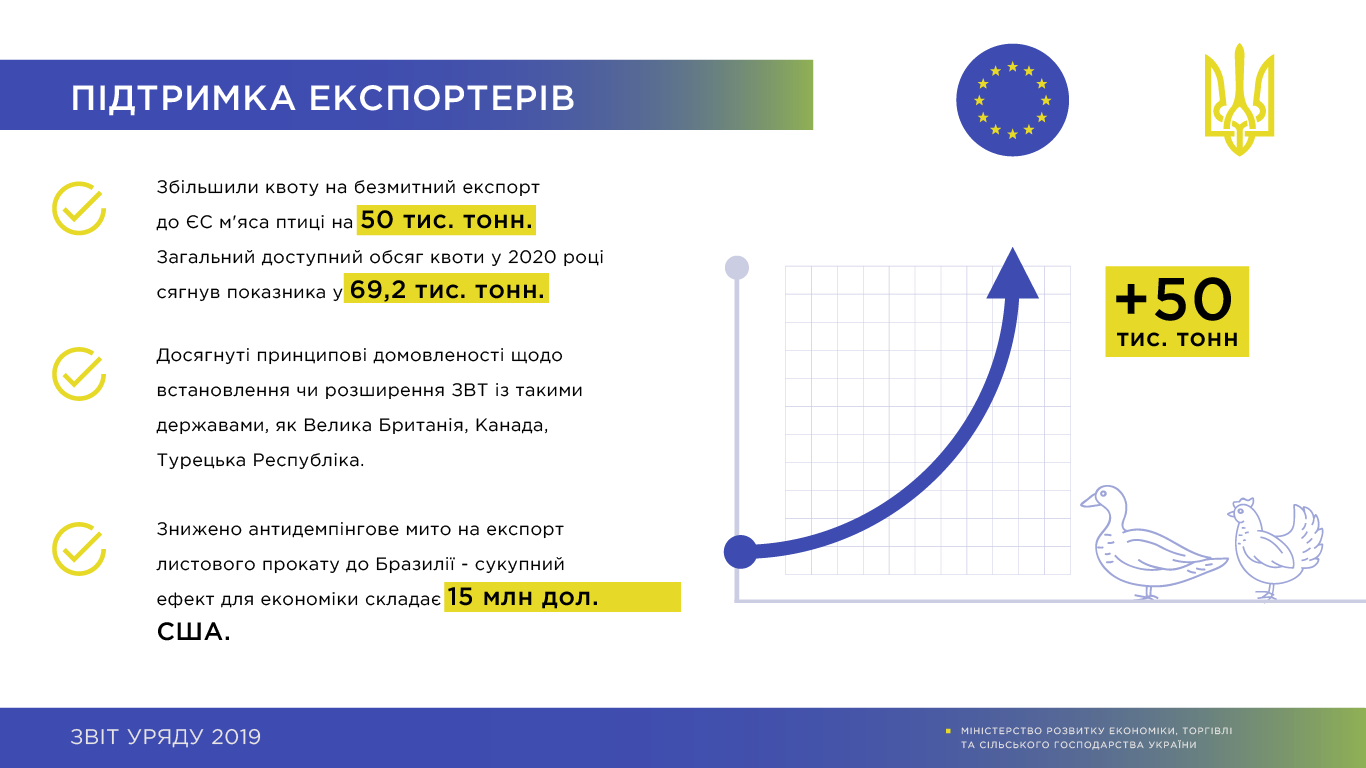 ПІДТРИМКА ЕКСПОРТЕРІВ
Збільшили квоту на безмитний експорт
до ЄС м'яса птиці на 50 тис. тонн.
Загальний доступний обсяг квоти у 2020 році
сягнув показника у 69,2 тис. тонн.
Досягнуті принципові домовленості щодо
встановлення чи розширення ЗВТ із такими
державами, як Велика Британія, Канада,
Турецька Республіка.
Знижено антидемпінгове мито на експорт
листового прокату до Бразилії - сукупний
ефект для економіки складає 15 млн дол.
США.
+50
тис. тонн
ЗВІТ УРЯДУ 2019
МІНІСТЕРСТВО РОЗВИТКУ ЕКОНОМІКИ, ТОРГІВЛІ
ТА СІЛЬСЬКОГО ГОСПОДАРСТВА УКРАЇНИ